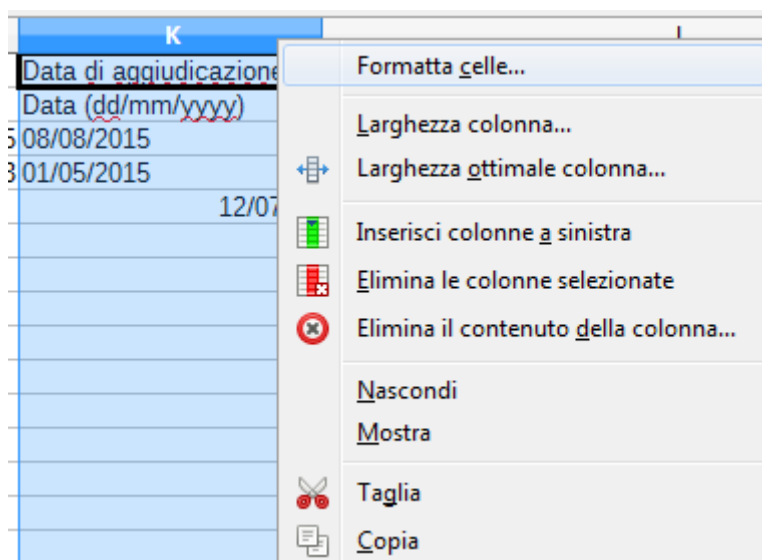 K
Data di aggiudicazione
Data (dd/mm/yyyy)
5 08/08/2015
3 01/05/2015
12/07
Formatta celle...
Larghezza colonna...
Larghezza ottimale colonna...
Inserisci colonne a sinistra
Elimina le colonne selezionate
Elimina il contenuto della colonna...
Nascondi
Mostra
Taglia
Copia